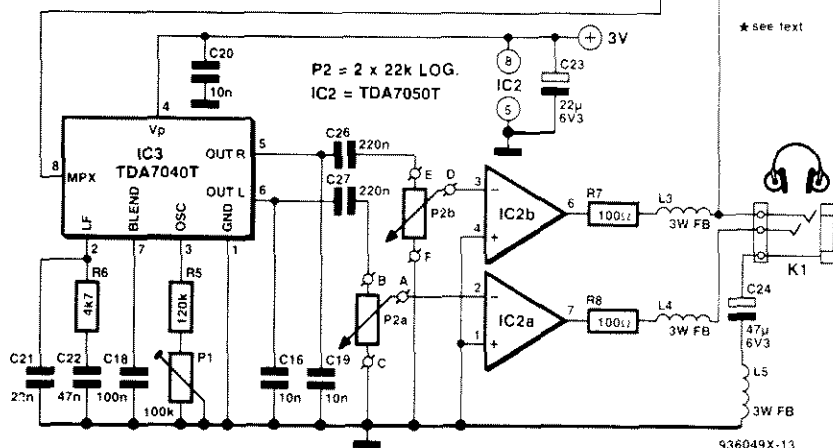 ★ see text
C20
10n
P2 = 2 x 22k LOG.
IC2 = TDA7050T
8
IC2
5
+ 3V
C23
22µ
6V3
4
Vp
IC3
TDA7040T
8
MPX
OUT R
5
OUT L
6
LF
BLEND
OSC
GND
2
7
3
1
C26
220n
C27
220n
E
D
P2b
F
B
A
P2a
C
3
−
4
+
IC2b
6
2
−
1
+
IC2a
7
R7
100Ω
L3
3W FB
R8
100Ω
L4
3W FB
K1
C24
47µ
6V3
L5
3W FB
R6
4k7
R5
120k
P1
100k
C21
22n
C22
47n
C18
100n
C16
10n
C19
10n
936049X-13